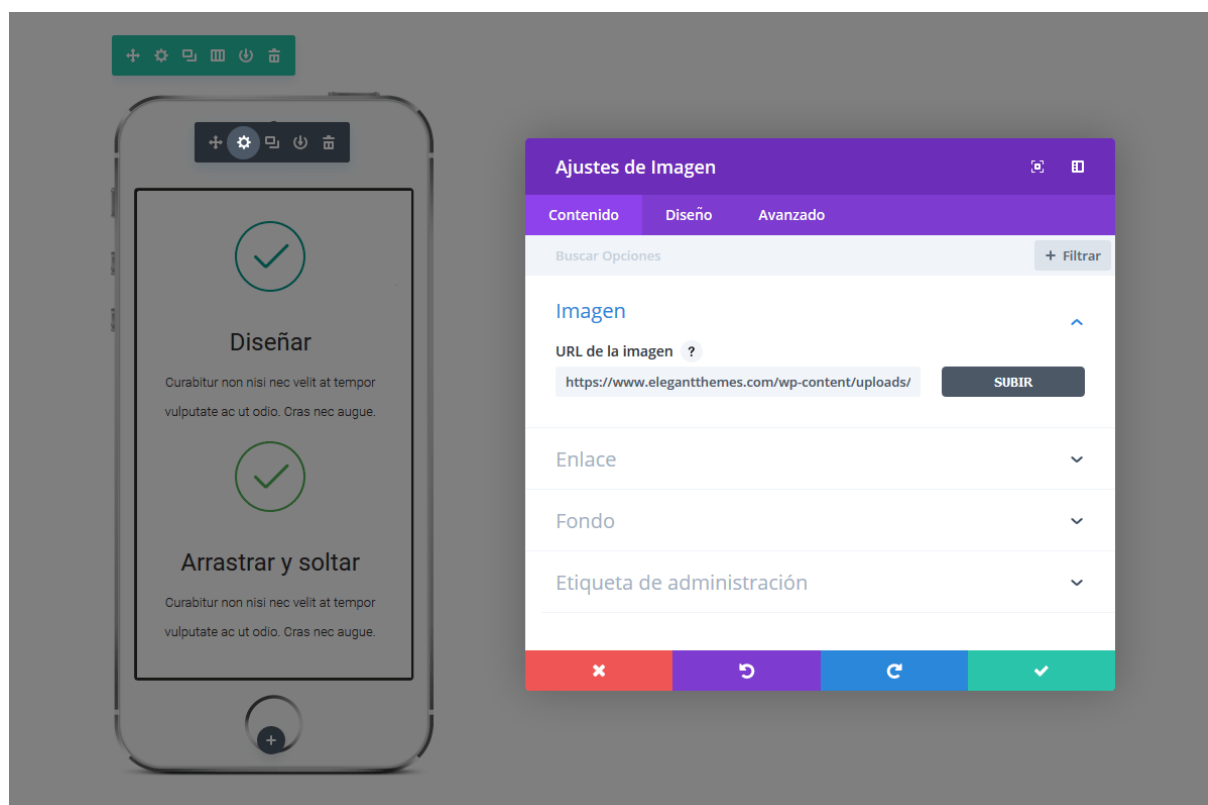 Diseñar
Curabitur non nisi nec velit at tempor
vulputate ac ut odio. Cras nec augue.
Arrastrar y soltar
Curabitur non nisi nec velit at tempor
vulputate ac ut odio. Cras nec augue.
Ajustes de Imagen
Contenido Diseño Avanzado
Buscar Opciones + Filtrar
Imagen
URL de la imagen ?
https://www.elegantthemes.com/wp-content/uploads/ SUBIR
Enlace
Fondo
Etiqueta de administración